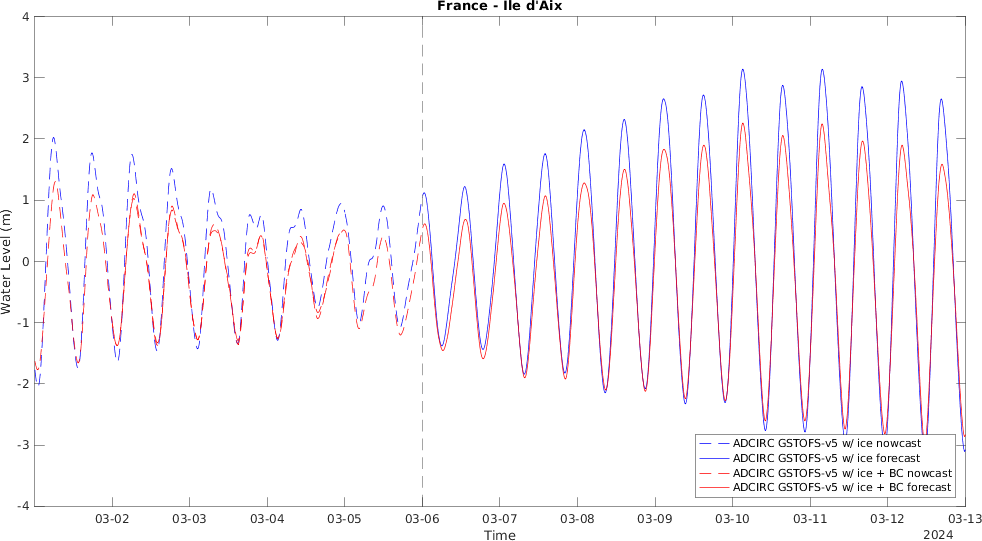 France - Ile d'Aix
4
3
2
1
0
-1
-2
-3
-4
Water Level (m)
ADCIRC GSTOFS-v5 w/ ice nowcast
ADCIRC GSTOFS-v5 w/ ice forecast
ADCIRC GSTOFS-v5 w/ ice + BC nowcast
ADCIRC GSTOFS-v5 w/ ice + BC forecast
03-02 03-03 03-04 03-05 03-06 03-07 03-08 03-09 03-10 03-11 03-12 03-13
Time
2024